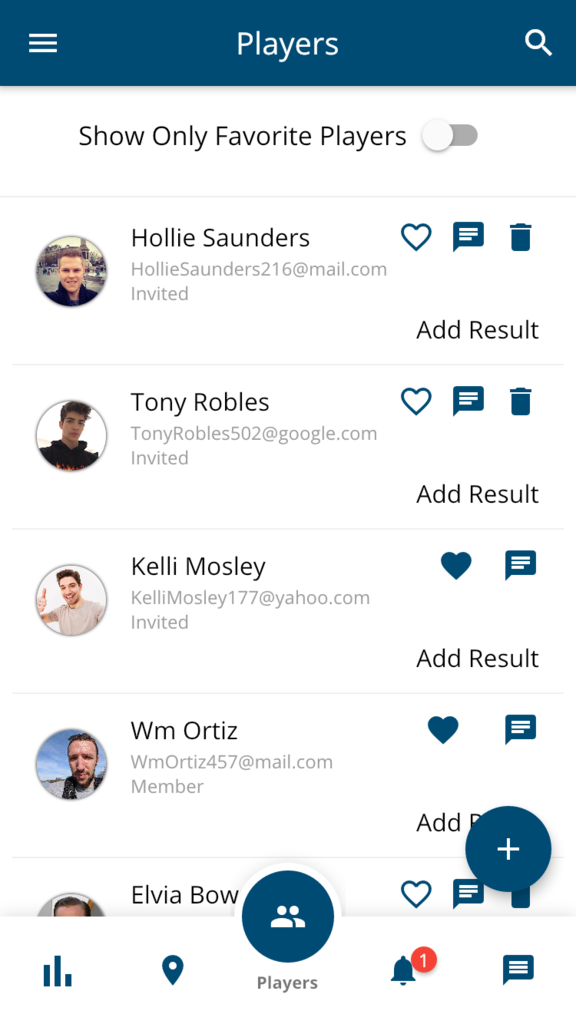 Players
Show Only Favorite Players
Hollie Saunders
HollieSaunders216@mail.com
Invited
Add Result
Tony Robles
TonyRobles502@google.com
Invited
Add Result
Kelli Mosley
KelliMosley177@yahoo.com
Invited
Add Result
Wm Ortiz
WmOrtiz457@mail.com
Member
Add
Elvia Bow
1
Players